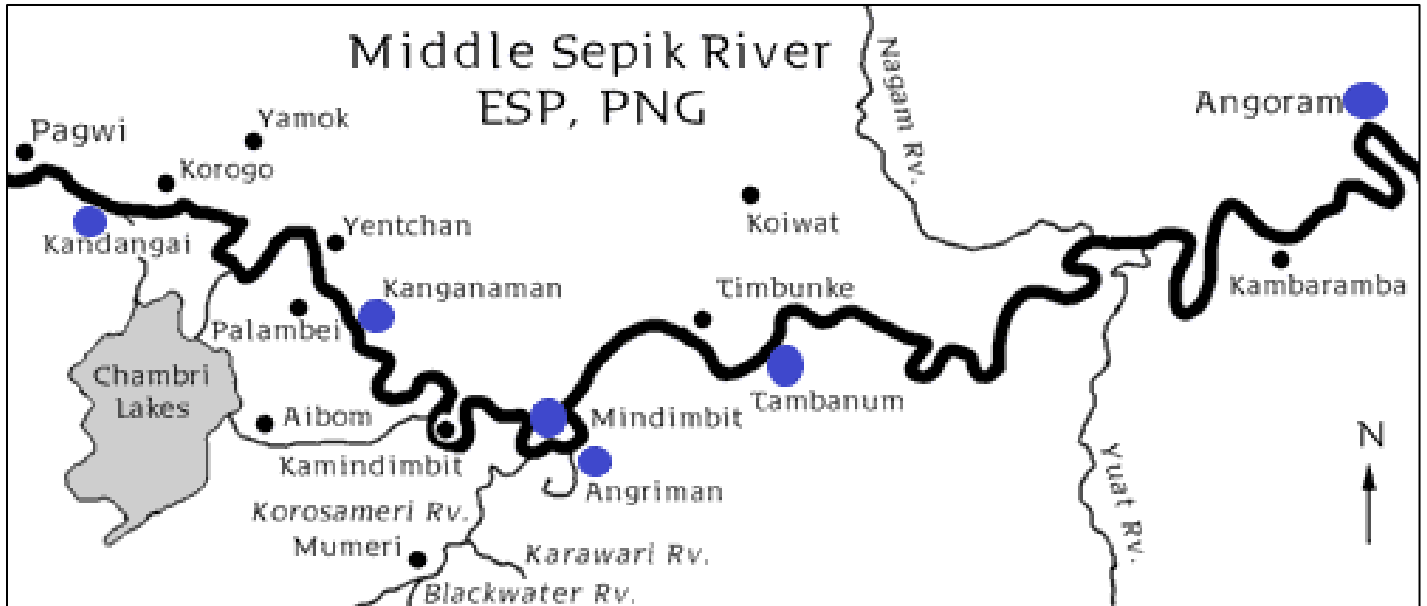 Middle Sepik River
ESP, PNG
Nagam Rv.
Angoram
Pagwi
Yamok
Korogo
Kandangai
Yentchan
Koiwat
Kanganaman
Timbunke
Kambaramba
Palambei
Chambri
Lakes
Aibom
Mindimbit
Tambanum
Kamindimbit
Angriman
N
Yuat Rv.
Korosameri Rv.
Mumeri
Karawari Rv.
Blackwater Rv.